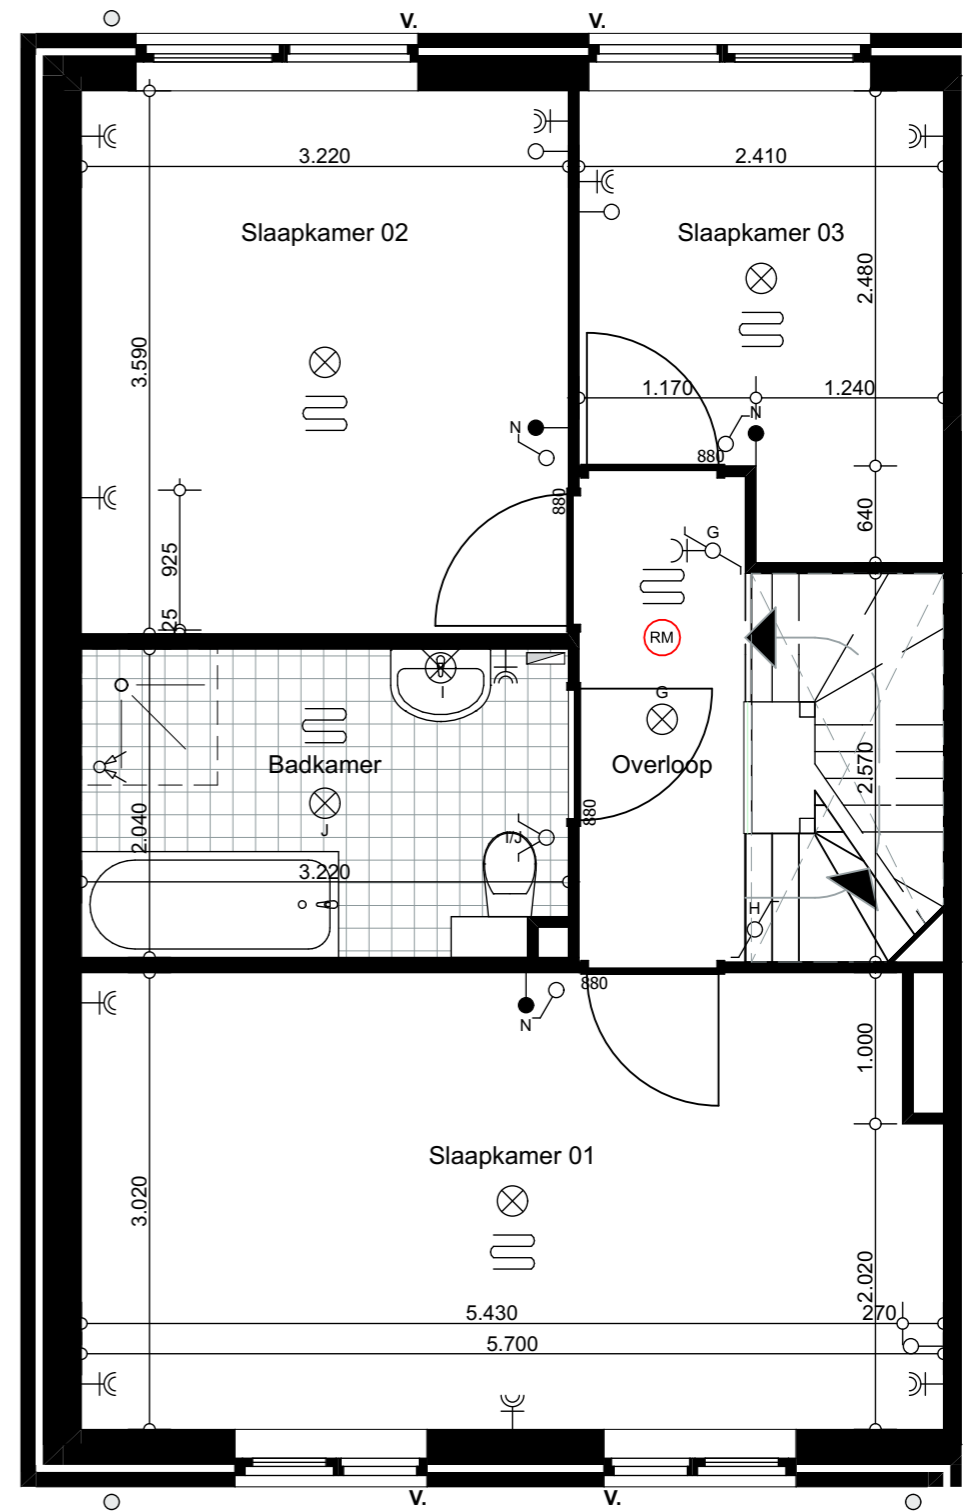 V.
V.
3.220
2.410
Slaapkamer 02
Slaapkamer 03
2.480
3.590
1.170
1.240
N
N
880
880
640
925
25
G
RM
G
I
Badkamer
Overloop
2.570
J
2.040
880
I/J
3.220
H
880
N
1.000
Slaapkamer 01
3.020
2.020
5.430
270
5.700
V.
V.